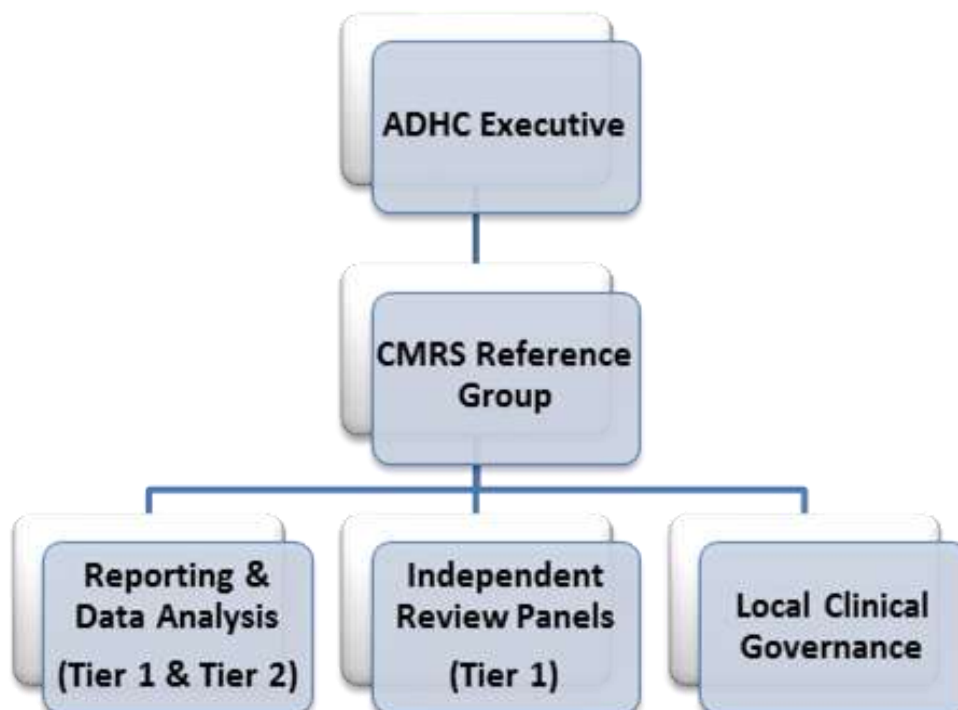 ADHC Executive
CMRS Reference
Group
Reporting &
Data Analysis
(Tier 1 & Tier 2)
Independent
Review Panels
(Tier 1)
Local Clinical
Governance